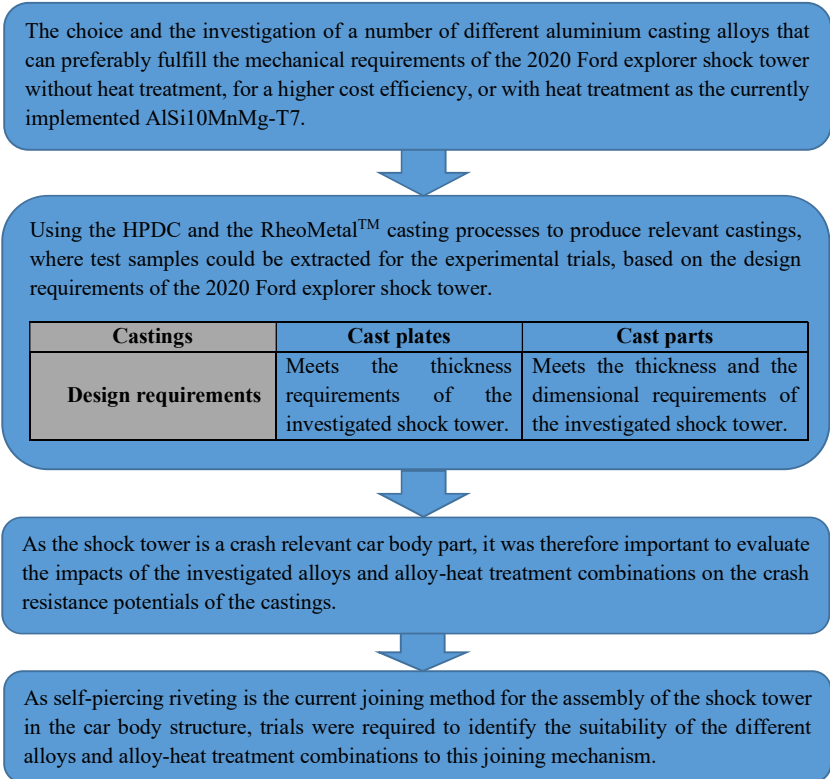 The choice and the investigation of a number of different aluminium casting alloys that
can preferably fulfill the mechanical requirements of the 2020 Ford explorer shock tower
without heat treatment, for a higher cost efficiency, or with heat treatment as the currently
implemented AlSi10MnMg-T7.
Using the HPDC and the RheoMetal™ casting processes to produce relevant castings,
where test samples could be extracted for the experimental trials, based on the design
requirements of the 2020 Ford explorer shock tower.
Castings Cast plates Cast parts
Design requirements
Meets the thickness
requirements of the
investigated shock tower.
Meets the thickness and the
dimensional requirements of
the investigated shock tower.
As the shock tower is a crash relevant car body part, it was therefore important to evaluate
the impacts of the investigated alloys and alloy-heat treatment combinations on the crash
resistance potentials of the castings.
As self-piercing riveting is the current joining method for the assembly of the shock tower
in the car body structure, trials were required to identify the suitability of the different
alloys and alloy-heat treatment combinations to this joining mechanism.